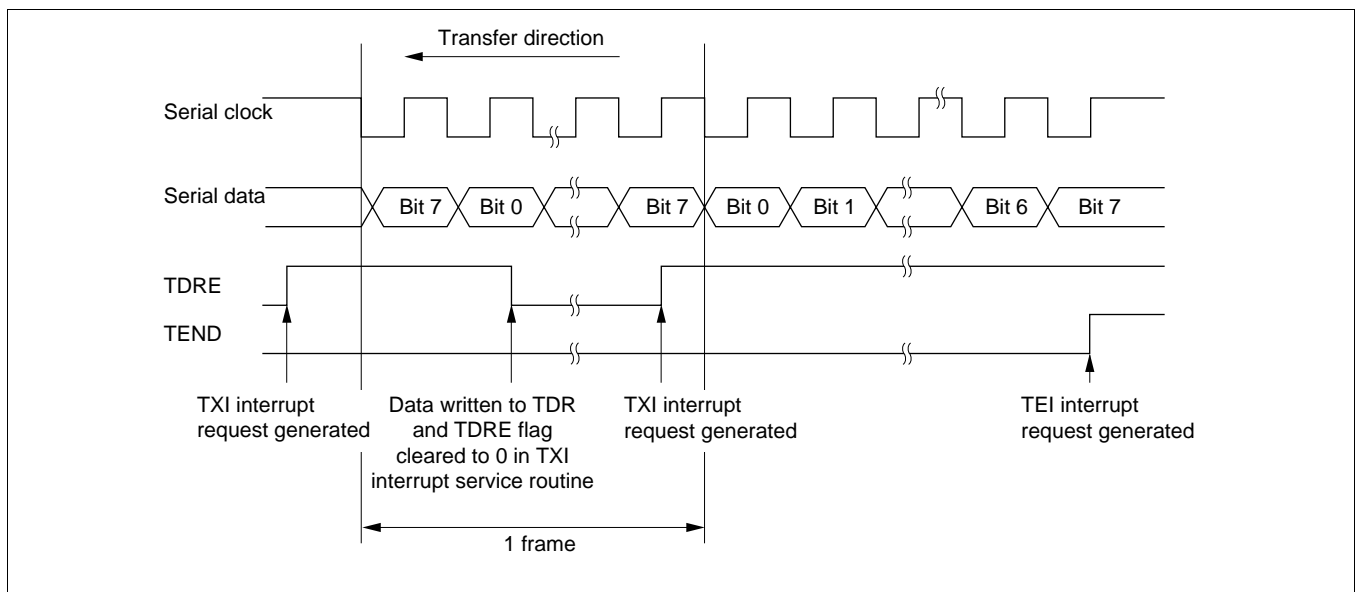 Transfer direction
Serial clock
Serial data
Bit 7 Bit 0 Bit 7 Bit 0 Bit 1 Bit 6 Bit 7
TDRE
TEND
TXI interrupt
request generated
Data written to TDR
and TDRE flag
cleared to 0 in TXI
interrupt service routine
TXI interrupt
request generated
TEI interrupt
request generated
1 frame